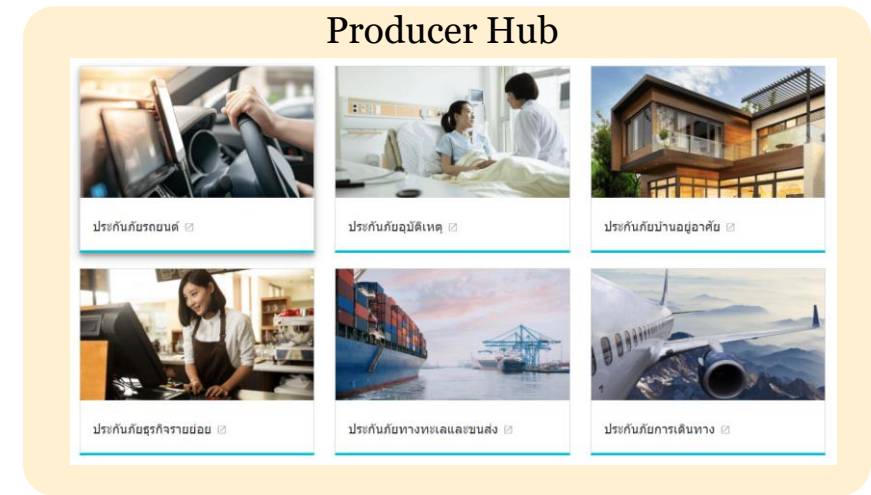 Producer Hub
ประกันภัยรถยนต์
ประกันภัยอุบัติเหตุ
ประกันภัยบ้านอยู่อาศัย
ประกันภัยธุรกิจรายย่อย
ประกันภัยทางทะเลและขนส่ง
ประกันภัยการเดินทาง